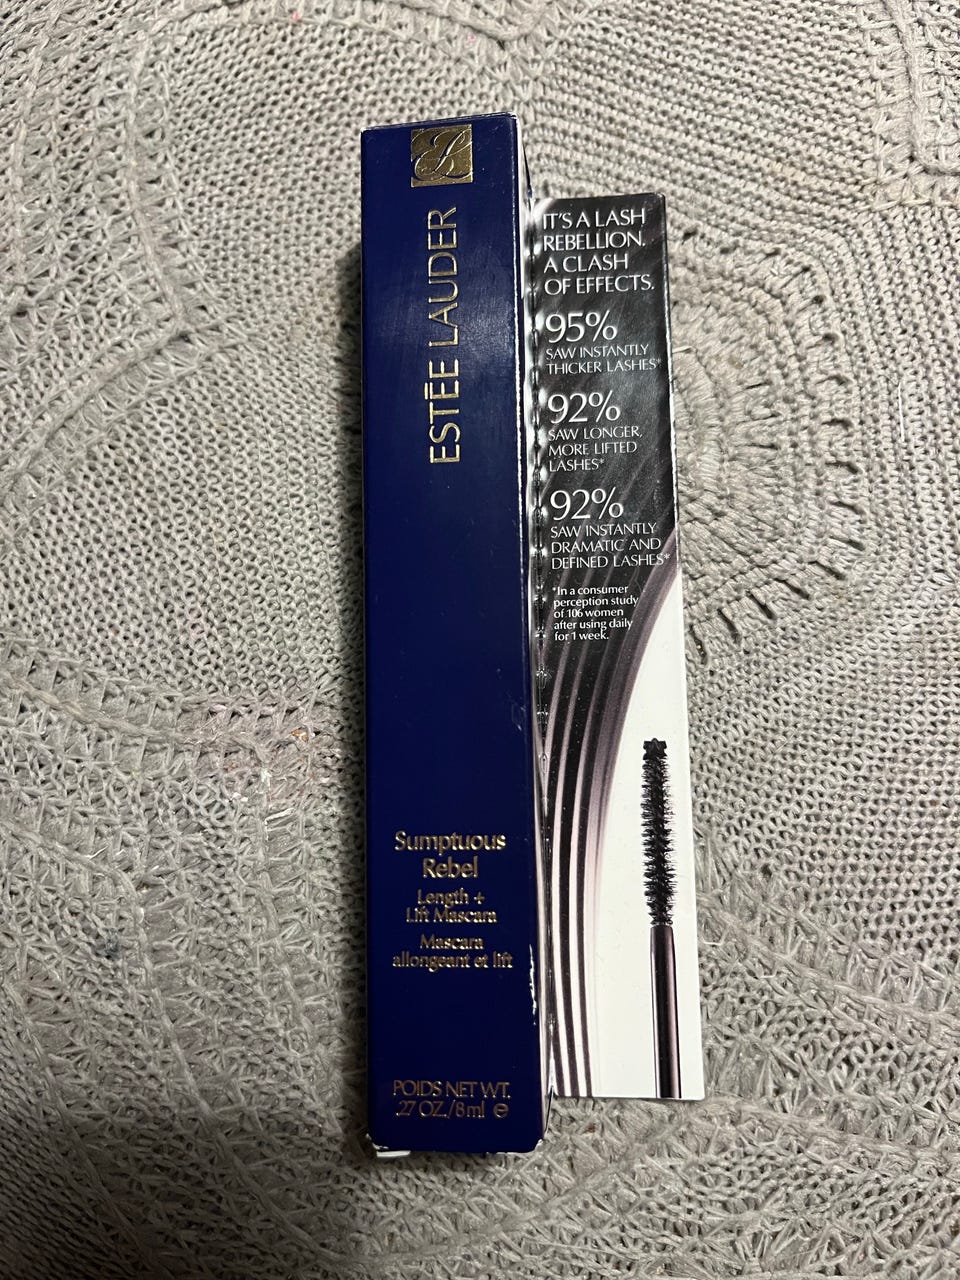 ESTĒE LAUDER
Sumptuous
Rebel
Length +
Lift Mascara
Mascara
allongeant et lift
POIDS NET WT.
.27 OZ./8 ml ℮
IT'S A LASH
REBELLION.
A CLASH
OF EFFECTS.
95%
SAW INSTANTLY
THICKER LASHES*
92%
SAW LONGER,
MORE LIFTED
LASHES*
92%
SAW INSTANTLY
DRAMATIC AND
DEFINED LASHES*
*In a consumer
perception study
of 106 women
after using daily
for 1 week.